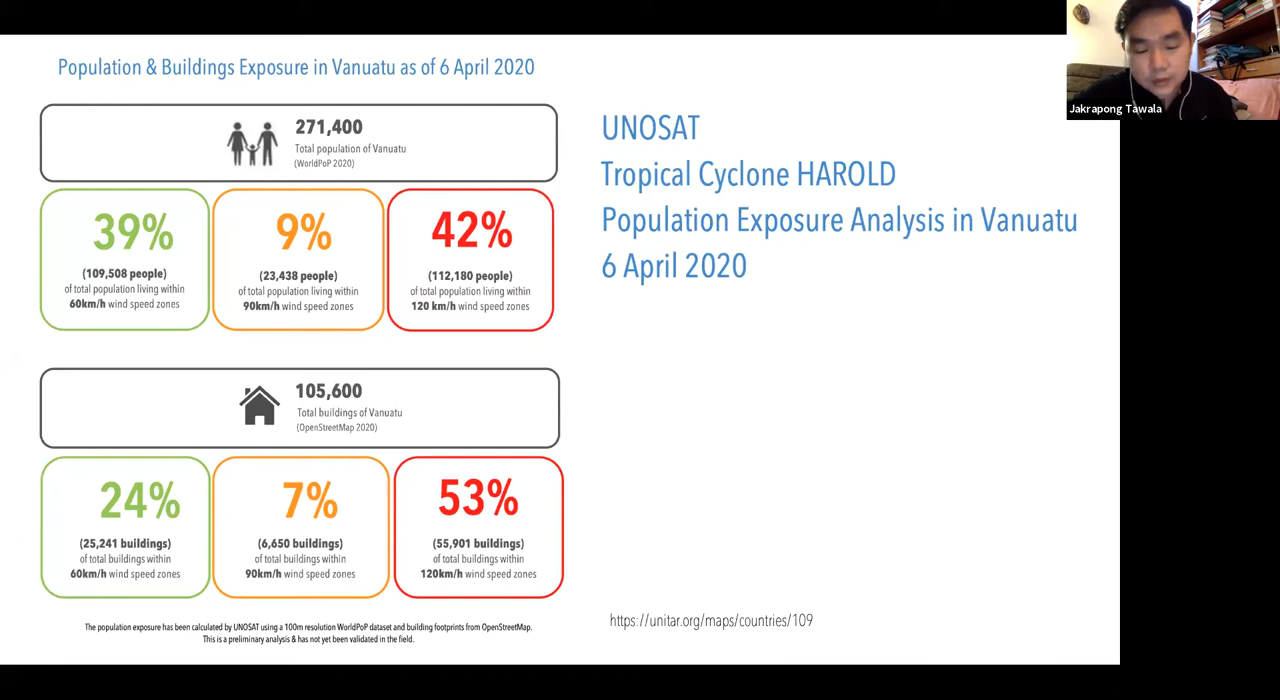 Population & Buildings Exposure in Vanuatu as of 6 April 2020
271,400
Total population of Vanuatu
(WorldPoP 2020)
39%
(109,508 people)
of total population living within
60km/h wind speed zones
9%
(23,438 people)
of total population living within
90km/h wind speed zones
42%
(112,180 people)
of total population living within
120 km/h wind speed zones
105,600
Total buildings of Vanuatu
(OpenStreetMap 2020)
24%
(25,241 buildings)
of total buildings within
60km/h wind speed zones
7%
(6,650 buildings)
of total buildings within
90km/h wind speed zones
53%
(55,901 buildings)
of total buildings within
120km/h wind speed zones
The population exposure has been calculated by UNOSAT using a 100m resolution WorldPoP dataset and building footprints from OpenStreetMap.
This is a preliminary analysis & has not yet been validated in the field.
UNOSAT
Tropical Cyclone HAROLD
Population Exposure Analysis in Vanuatu
6 April 2020
https://unitar.org/maps/countries/109
Jakrapong Tawala